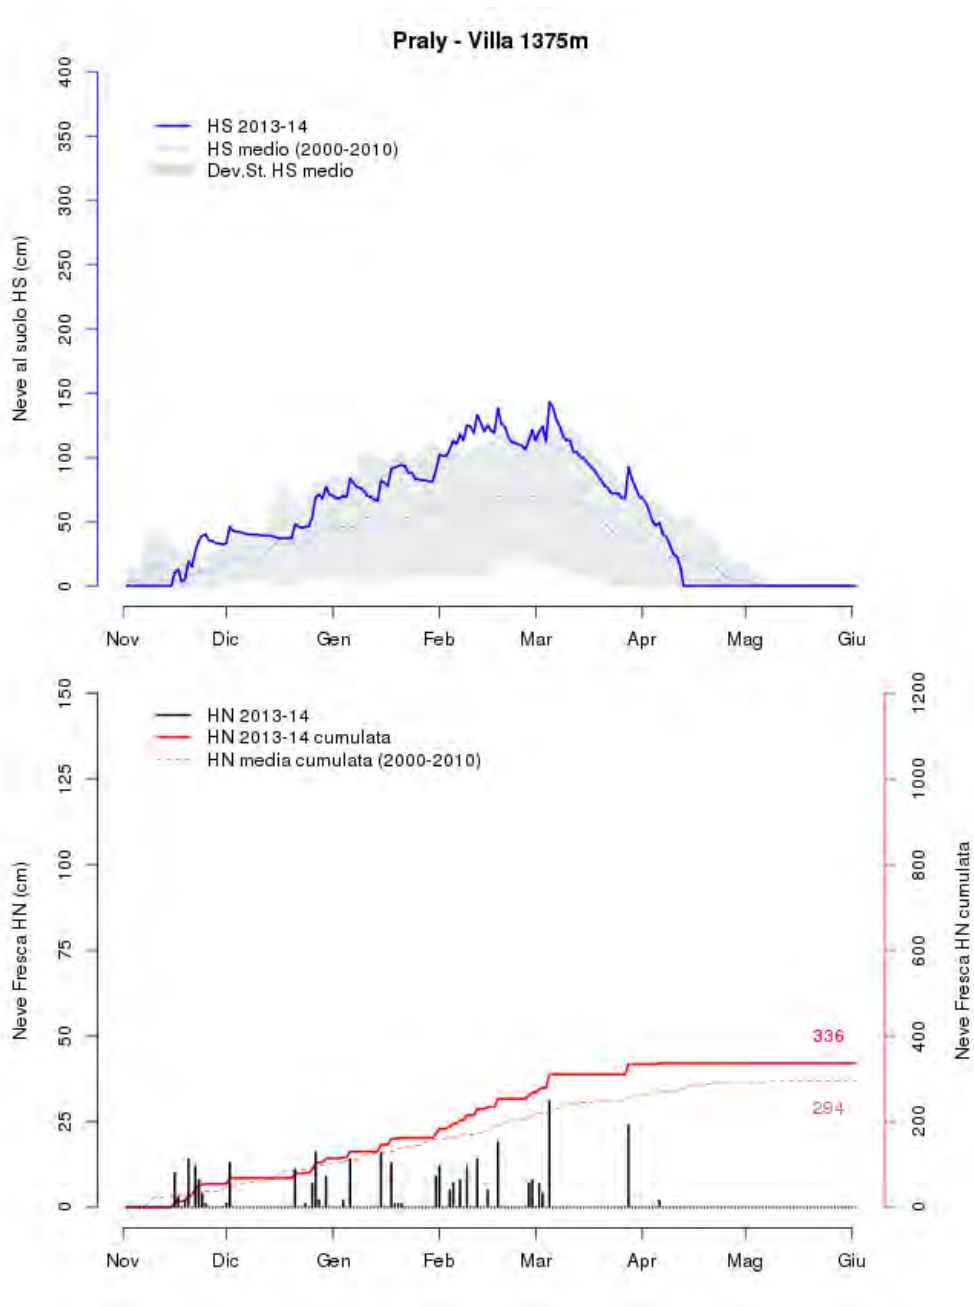 Praly - Villa 1375m
400
350
300
250
200
150
100
50
0
Neve al suolo HS (cm)
HS 2013-14
HS medio (2000-2010)
Dev.St. HS medio
Nov Dic Gen Feb Mar Apr Mag Giu
150
125
100
75
50
25
0
Neve Fresca HN (cm)
HN 2013-14
HN 2013-14 cumulata
HN media cumulata (2000-2010)
336
294
1200
1000
800
600
400
200
0
Neve Fresca HN cumulata
Nov Dic Gen Feb Mar Apr Mag Giu